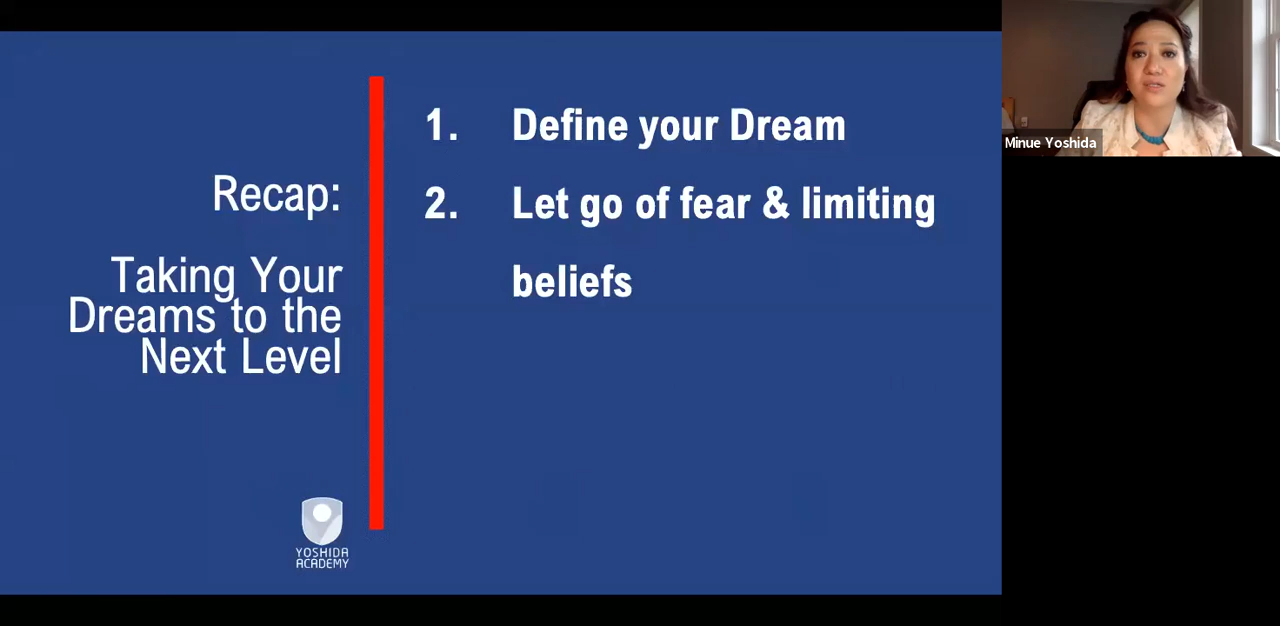 Recap:
Taking Your
Dreams to the
Next Level
1. Define your Dream
2. Let go of fear & limiting
beliefs
YOSHIDA
ACADEMY
Minue Yoshida